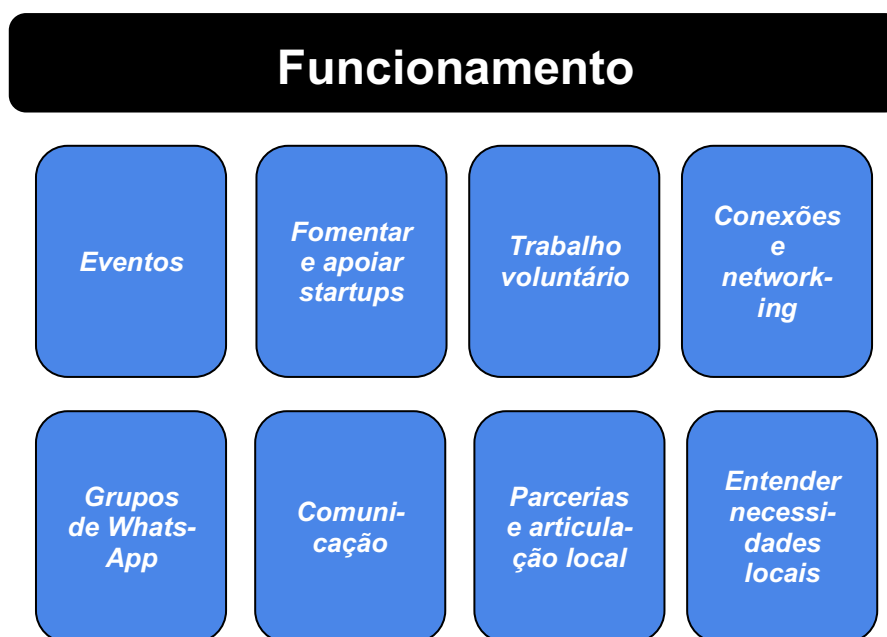 Funcionamento
Eventos
Fomentar
e apoiar
startups
Trabalho
voluntário
Conexões
e
network-
ing
Grupos
de Whats-
App
Comuni-
cação
Parcerias
e articula-
ção local
Entender
necessi-
dades
locais